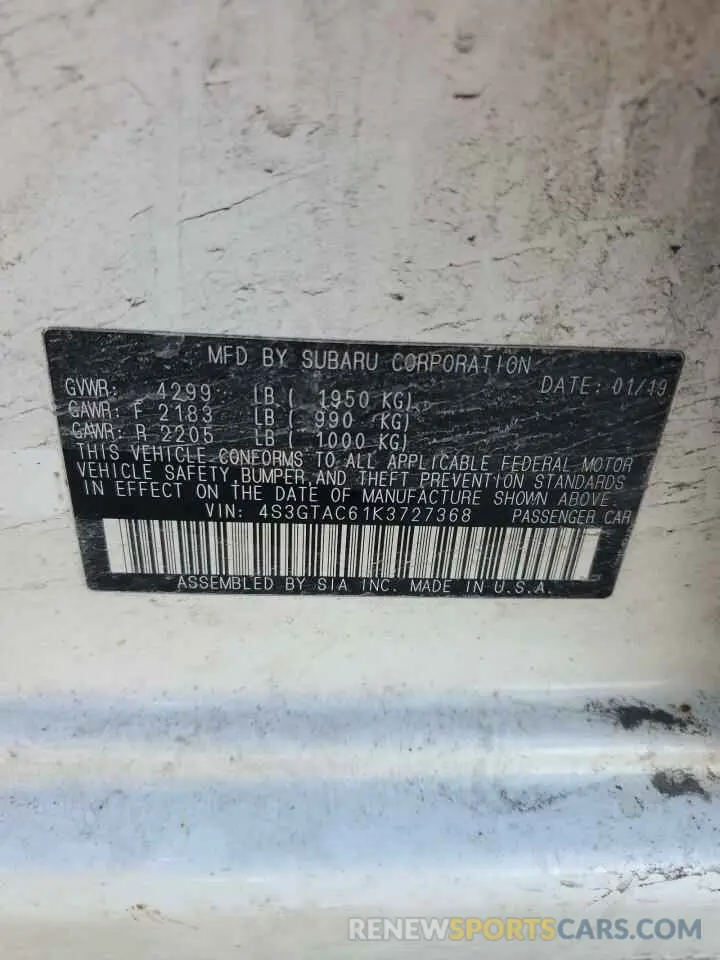 MFD BY SUBARU CORPORATION
GVWR: 4299 LB ( 1950 KG) DATE: 01/19
GAWR: F 2183 LB ( 990 KG)
GAWR: R 2205 LB ( 1000 KG)
THIS VEHICLE CONFORMS TO ALL APPLICABLE FEDERAL MOTOR
VEHICLE SAFETY, BUMPER, AND THEFT PREVENTION STANDARDS
IN EFFECT ON THE DATE OF MANUFACTURE SHOWN ABOVE.
VIN: 4S3GTAC61K3727368 PASSENGER CAR
ASSEMBLED BY SIA INC. MADE IN U.S.A.
RENEWSPORTSCARS.COM